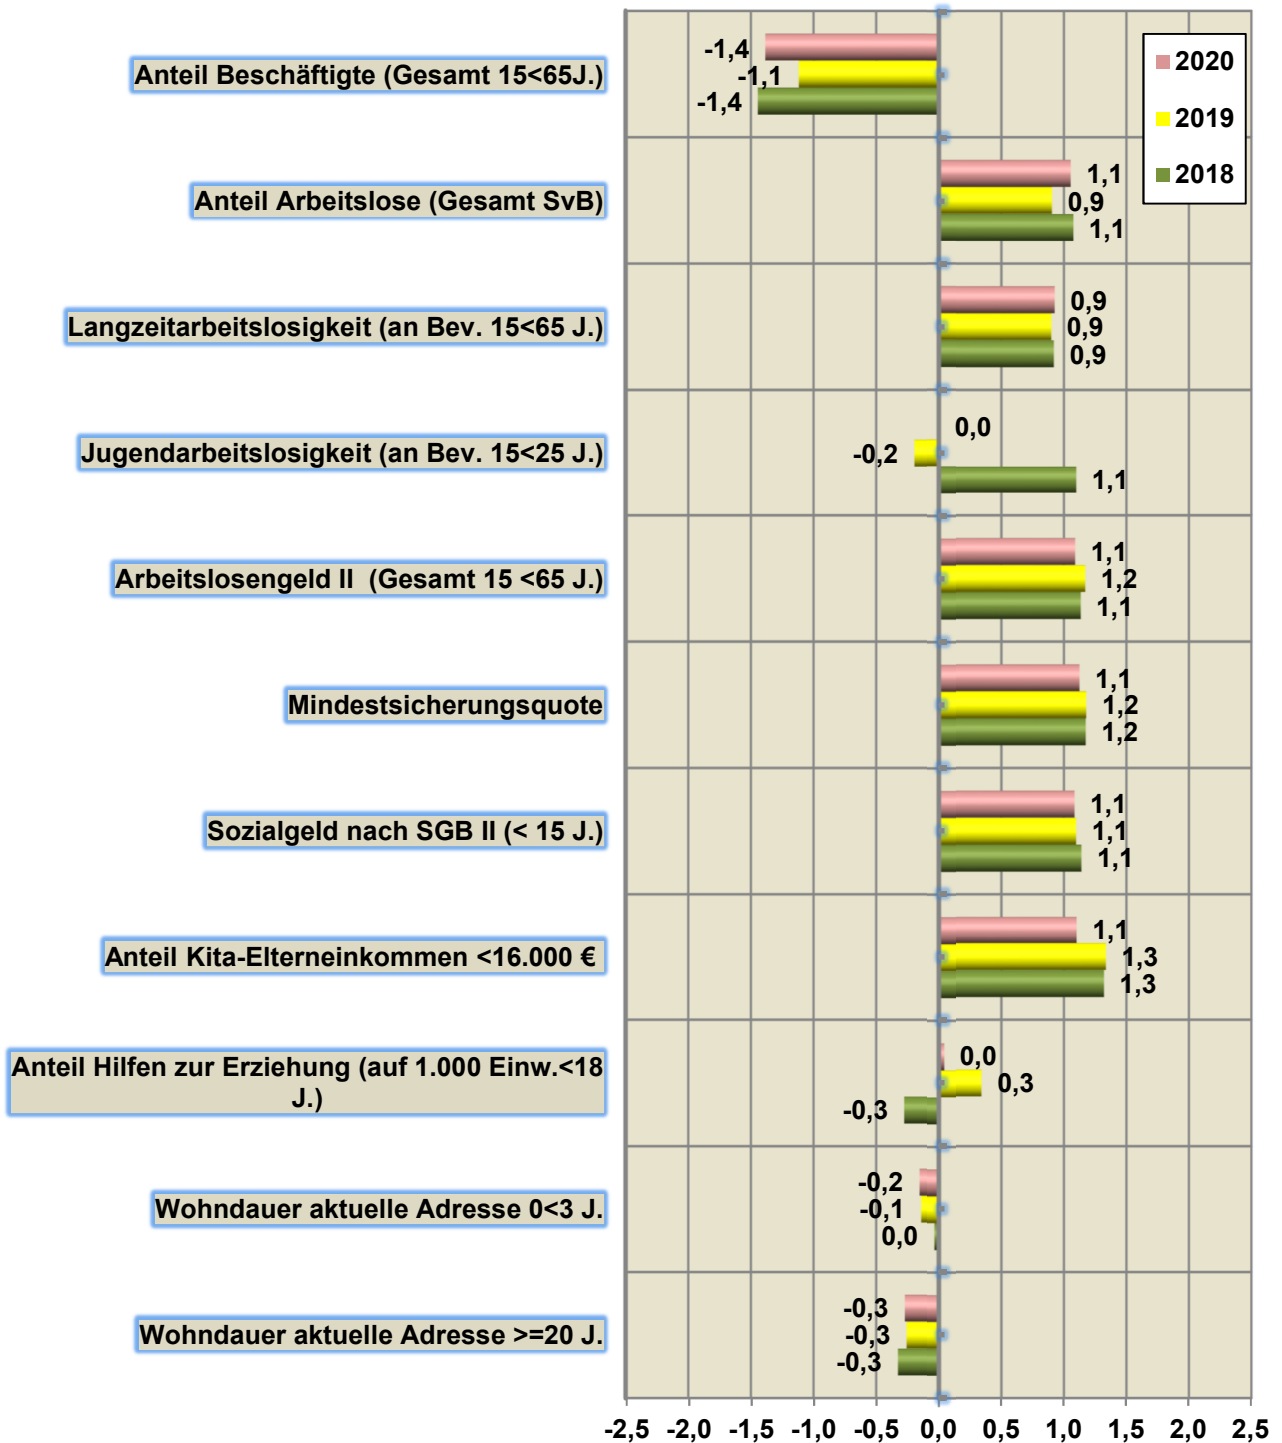 2020
2019
2018
Anteil Beschäftigte (Gesamt 15<65J.)
-1,4
-1,1
-1,4
Anteil Arbeitslose (Gesamt SvB)
1,1
0,9
1,1
Langzeitarbeitslosigkeit (an Bev. 15<65 J.)
0,9
0,9
0,9
Jugendarbeitslosigkeit (an Bev. 15<25 J.)
0,0
-0,2
1,1
Arbeitslosengeld II  (Gesamt 15 <65 J.)
1,1
1,2
1,1
Mindestsicherungsquote
1,1
1,2
1,2
Sozialgeld nach SGB II (< 15 J.)
1,1
1,1
1,1
Anteil Kita-Elterneinkommen <16.000 €
1,1
1,3
1,3
Anteil Hilfen zur Erziehung (auf 1.000 Einw.<18
J.)
0,0
0,3
-0,3
Wohndauer aktuelle Adresse 0<3 J.
-0,2
-0,1
0,0
Wohndauer aktuelle Adresse >=20 J.
-0,3
-0,3
-0,3
-2,5 -2,0 -1,5 -1,0 -0,5 0,0 0,5 1,0 1,5 2,0 2,5